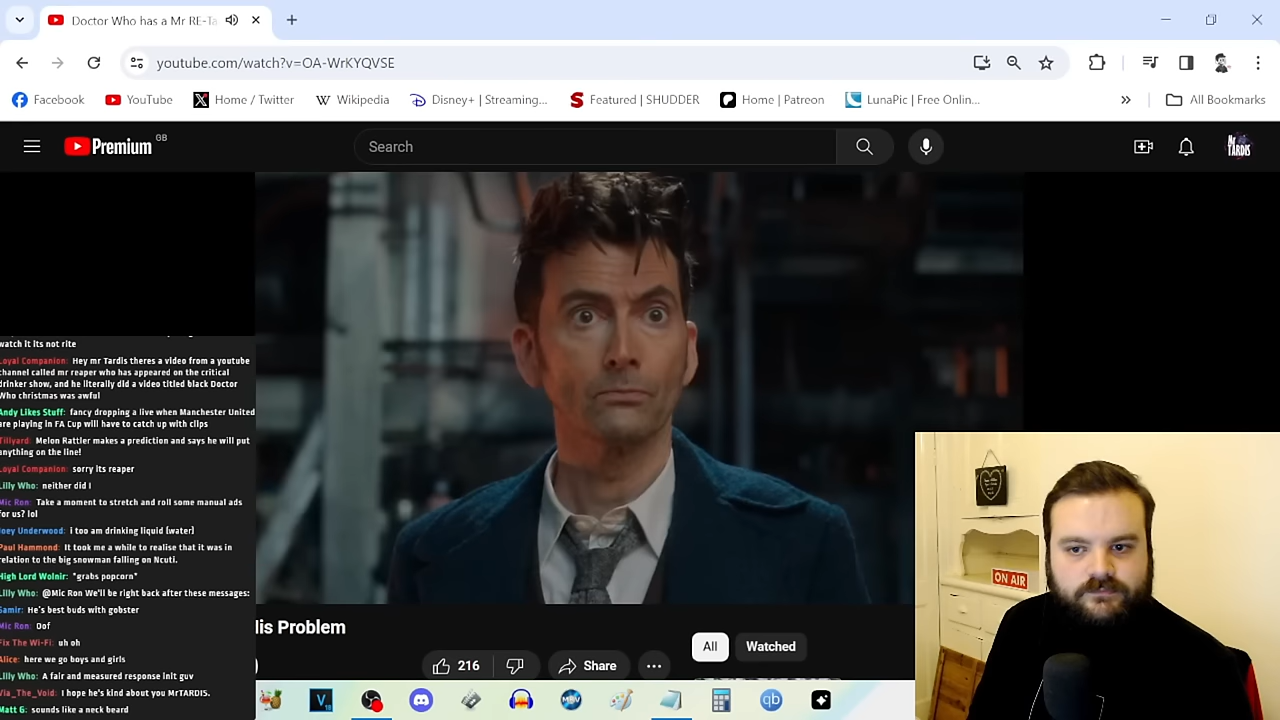 Doctor Who has a Mr RE-Ta
youtube.com/watch?v=OA-WrKYQVSE
Facebook
YouTube
Home / Twitter
Wikipedia
Disney+ | Streaming...
Featured | SHUDDER
Home | Patreon
LunaPic | Free Onlin...
All Bookmarks
Premium GB
Search
Mr TARDIS
watch it its not rite
Loyal Companion: Hey mr Tardis theres a video from a youtube
channel called mr reaper who has appeared on the critical
drinker show, and he literally did a video titled black Doctor
Who christmas was awful
Andy Likes Stuff: fancy dropping a live when Manchester United
are playing in FA Cup will have to catch up with clips
Tillyard: Melon Rattler makes a prediction and says he will put
anything on the line!
Loyal Companion: sorry its reaper
Lilly Who: neither did I
Mic Ron: Take a moment to stretch and roll some manual ads
for us? lol
Joey Underwood: i too am drinking liquid [water]
Paul Hammond: It took me a while to realise that it was in
relation to the big snowman falling on Ncuti.
High Lord Wolnir: *grabs popcorn*
Lilly Who: @Mic Ron We'll be right back after these messages:
Samir: He's best buds with gobster
Mic Ron: Oof
Fix The Wi-Fi: uh oh
Alice: here we go boys and girls
Lilly Who: A fair and measured response init guv
Via_The_Void: I hope he's kind about you MrTARDIS.
Matt G: sounds like a neck beard
ON AIR
dis Problem
All
Watched
216
Share
V
18
MBV
qb